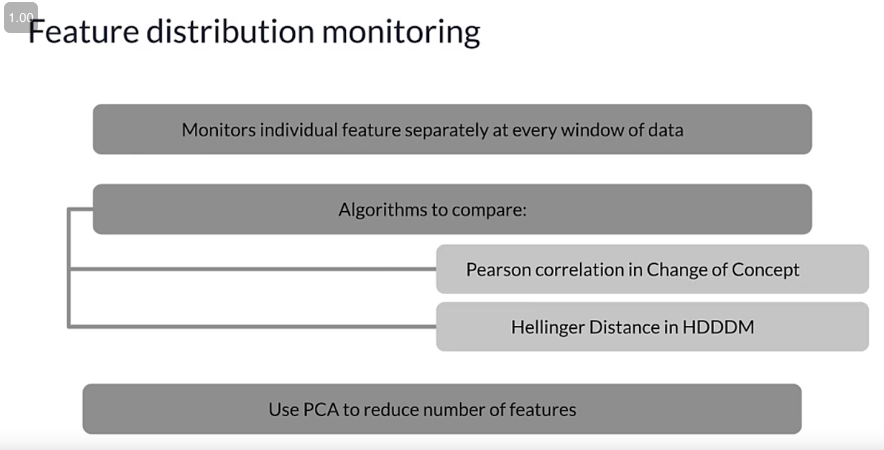 1.00
Feature distribution monitoring
Monitors individual feature separately at every window of data
Algorithms to compare:
Pearson correlation in Change of Concept
Hellinger Distance in HDDDM
Use PCA to reduce number of features